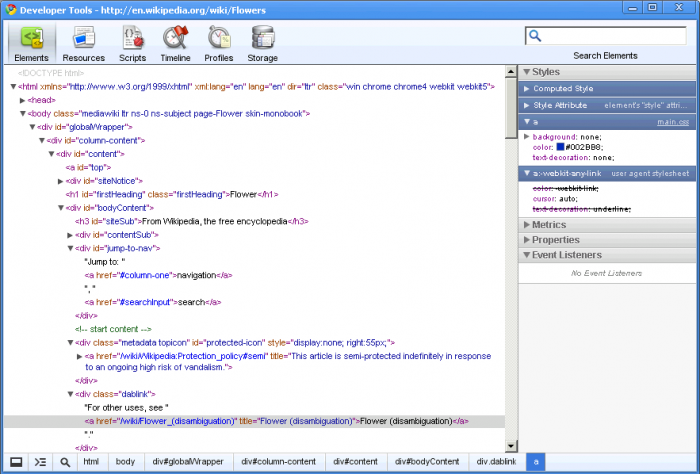 Developer Tools - http://en.wikipedia.org/wiki/Flowers
Elements Resources Scripts Timeline Profiles Storage
Search Elements
<!DOCTYPE html>
<html xmlns="http://www.w3.org/1999/xhtml" xml:lang="en" lang="en" dir="ltr" class="win chrome chrome4 webkit webkit5">
<head>
<body class="mediawiki ltr ns-0 ns-subject page-Flower skin-monobook">
<div id="globalWrapper">
<div id="column-content">
<div id="content">
<a id="top">
<div id="siteNotice">
<h1 id="firstHeading" class="firstHeading">Flower</h1>
<div id="bodyContent">
<h3 id="siteSub">From Wikipedia, the free encyclopedia</h3>
<div id="contentSub">
<div id="jump-to-nav">
"Jump to: "
<a href="#column-one">navigation</a>
", "
<a href="#searchInput">search</a>
</div>
<!-- start content -->
<div class="metadata topicon" id="protected-icon" style="display:none; right:55px;">
<a href="/wiki/Wikipedia:Protection_policy#semi" title="This article is semi-protected indefinitely in response
to an ongoing high risk of vandalism.">
</div>
<div class="dablink">
"For other uses, see "
<a href="/wiki/Flower_(disambiguation)" title="Flower (disambiguation)">Flower (disambiguation)</a>
"."
</div>
Styles
Computed Style
Style Attribute element's "style" attri...
a main.css
background: none;
color: #002BB8;
text-decoration: none;
a:-webkit-any-link user agent stylesheet
color: -webkit-link;
cursor: auto;
text-decoration: underline;
Metrics
Properties
Event Listeners
No Event Listeners
html body div#globalWrapper div#column-content div#content div#bodyContent div.dablink a